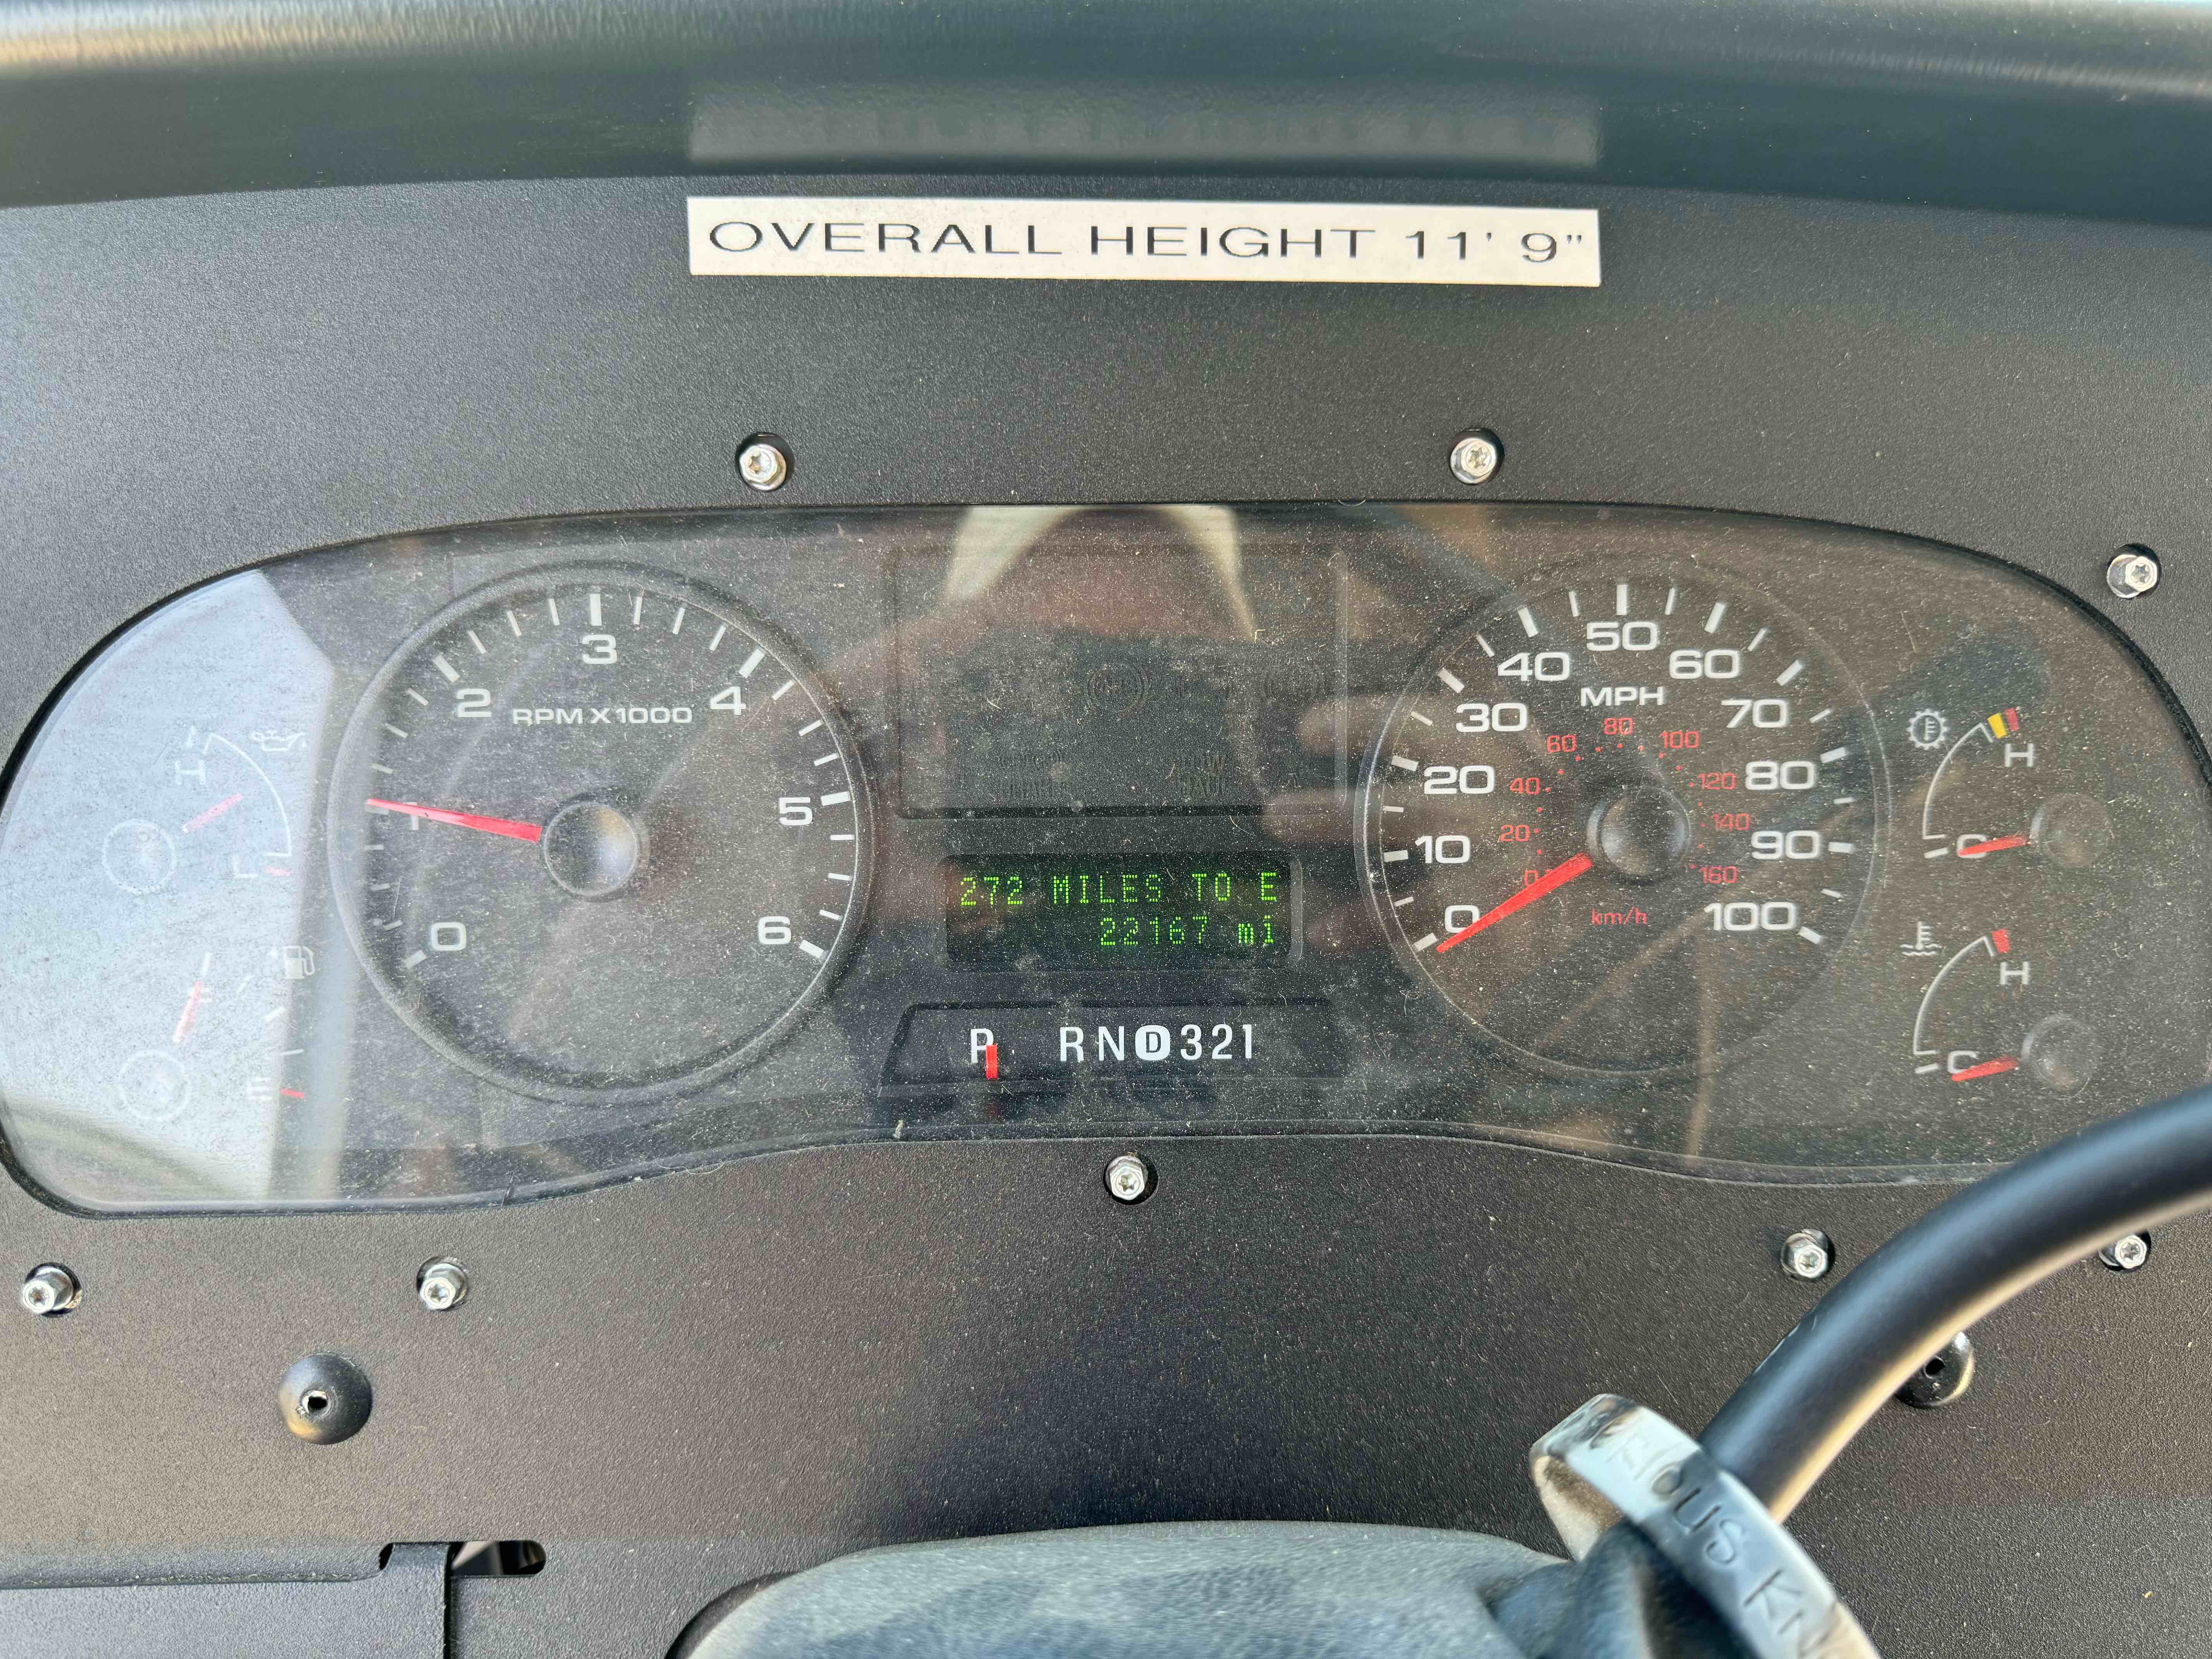 OVERALL HEIGHT 11' 9"
3
2 4
RPM X1000
1 5
0 6
H
L
E
272 MILES TO E
22167 mi
P RND321
50
40 60
MPH
30 70
80
60 100
20 80
40 120
20 140
10 90
0 160
km/h
0 100
H
C
H
C